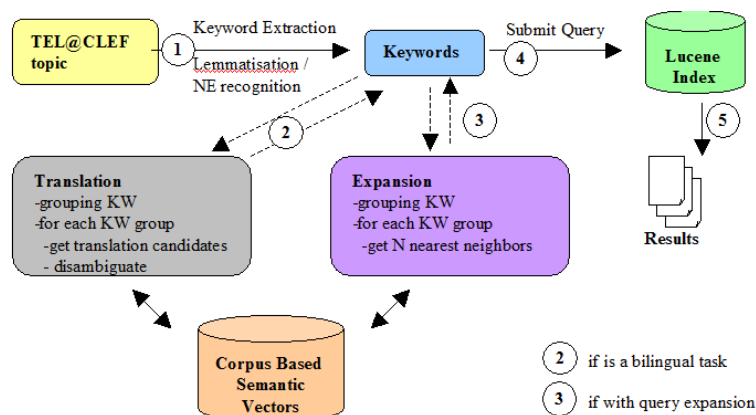 TEL@CLEF
topic
1
Keyword Extraction
Lemmatisation /
NE recognition
Keywords
Submit Query
4
Lucene
Index
2
3
5
Translation
-grouping KW
-for each KW group
-get translation candidates
- disambiguate
Expansion
-grouping KW
-for each KW group
-get N nearest neighbors
Results
Corpus Based
Semantic
Vectors
2 if is a bilingual task
3 if with query expansion